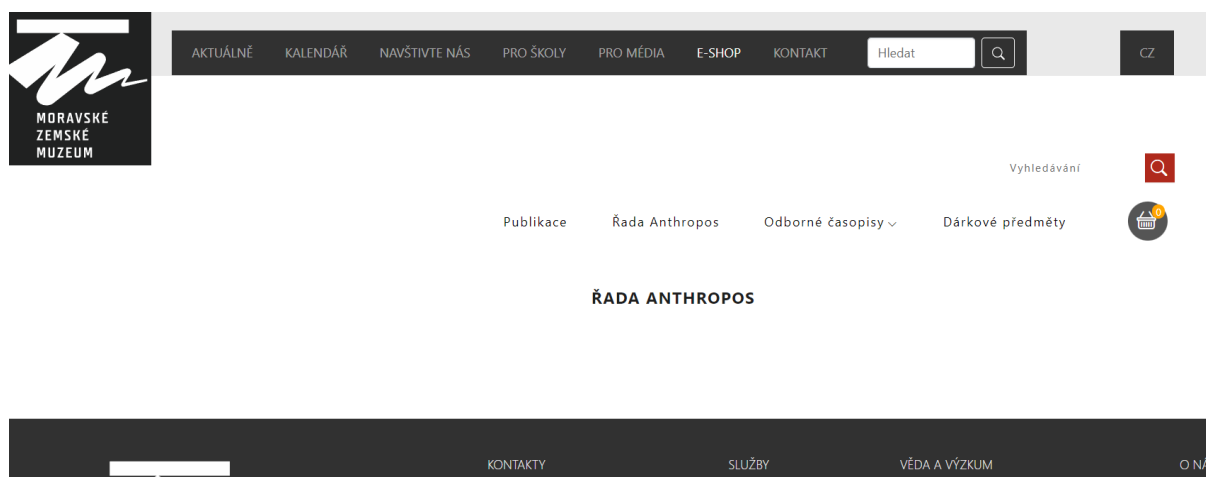 AKTUÁLNĚ KALENDÁŘ NAVŠTIVTE NÁS PRO ŠKOLY PRO MÉDIA E-SHOP KONTAKT Hledat CZ
MORAVSKÉ
ZEMSKÉ
MUZEUM
Vyhledávání
Publikace Řada Anthropos Odborné časopisy Dárkové předměty 0
ŘADA ANTHROPOS
KONTAKTY SLUŽBY VĚDA A VÝZKUM O NÁ